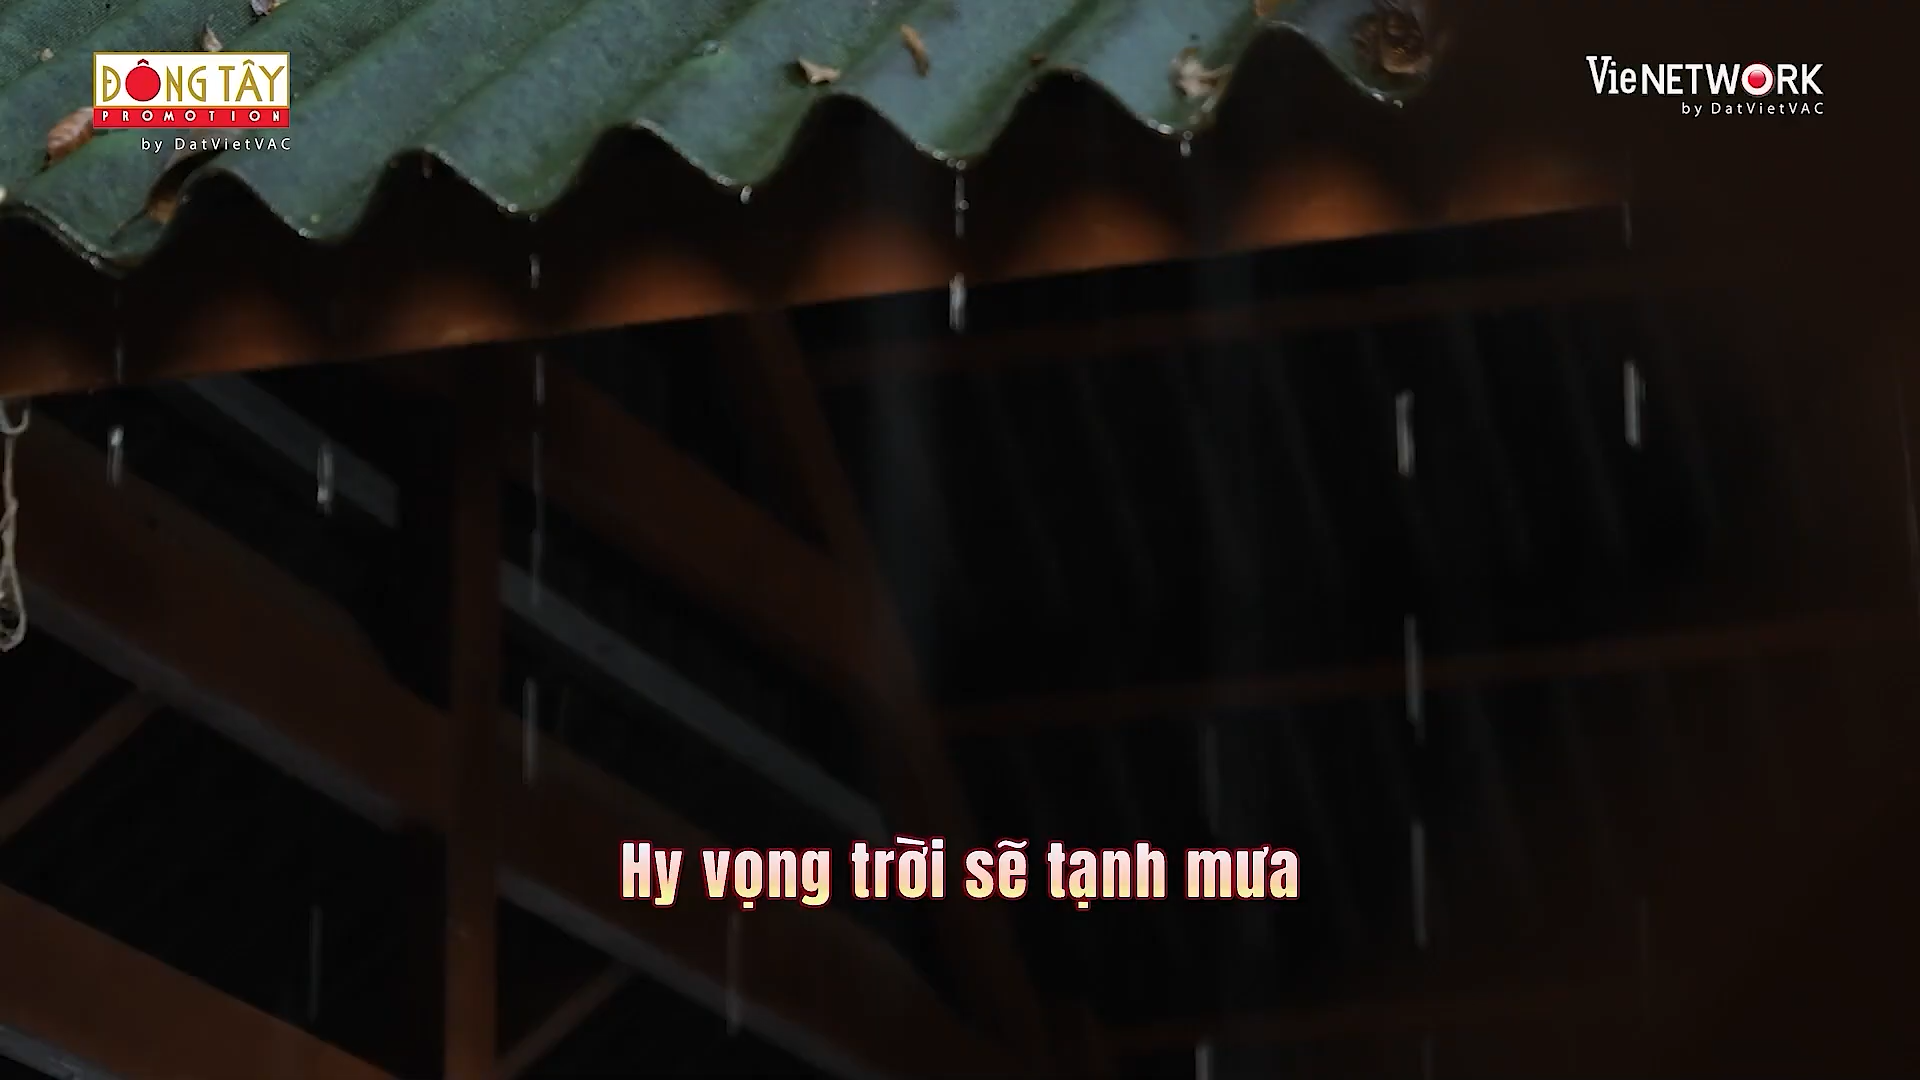 ĐÔNG TÂY
PROMOTION
by DatVietVAC
VieNETWORK
by DatVietVAC
Hy vọng trời sẽ tạnh mưa